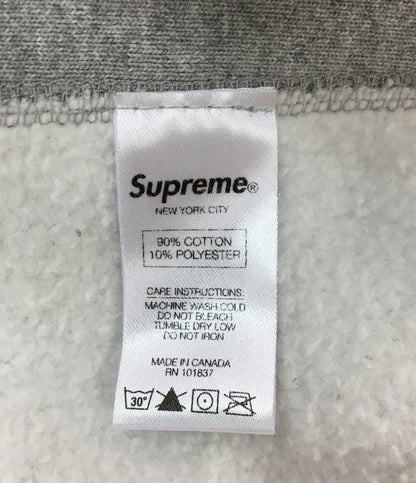 Supreme®
NEW YORK CITY
90% COTTON
10% POLYESTER
CARE INSTRUCTIONS
MACHINE WASH COLD
DO NOT BLEACH
TUMBLE DRY LOW
DO NOT IRON
MADE IN CANADA
RN 101837
30°